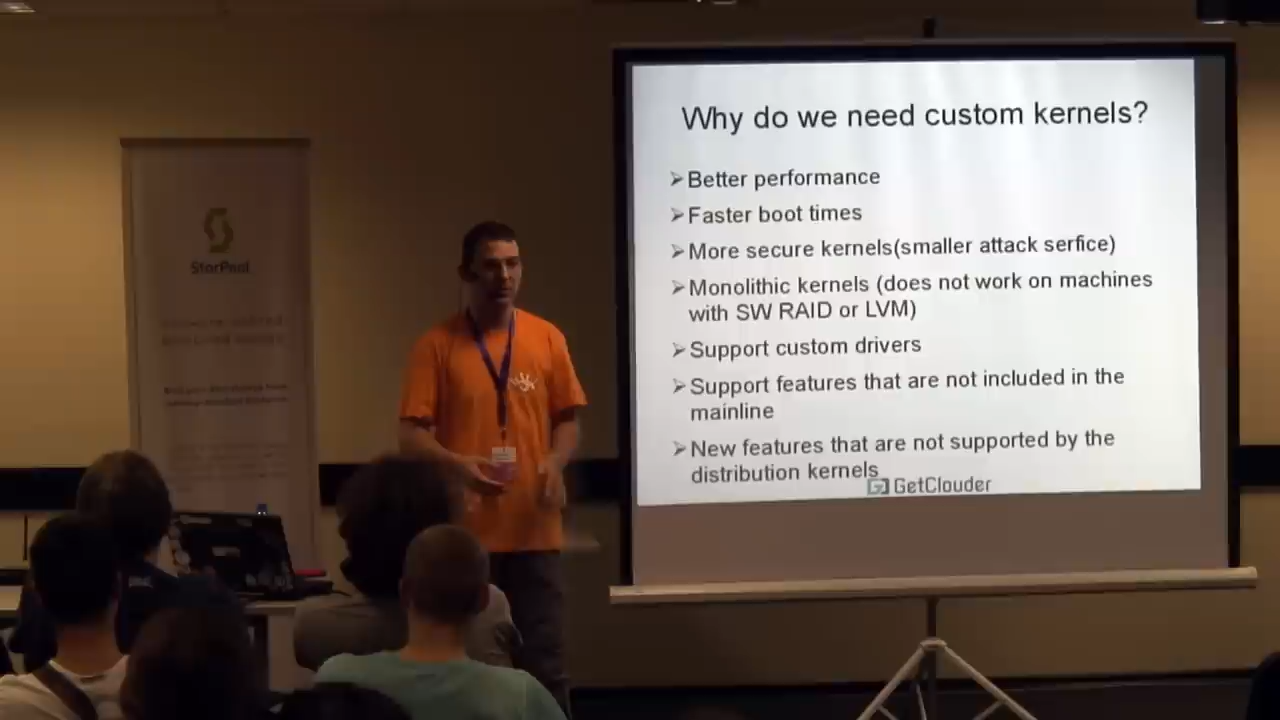 Why do we need custom kernels?
➢Better performance
➢Faster boot times
➢More secure kernels(smaller attack serfice)
➢Monolithic kernels (does not work on machines
with SW RAID or LVM)
➢Support custom drivers
➢Support features that are not included in the
mainline
➢New features that are not supported by the
distribution kernels
GetClouder
StorPool